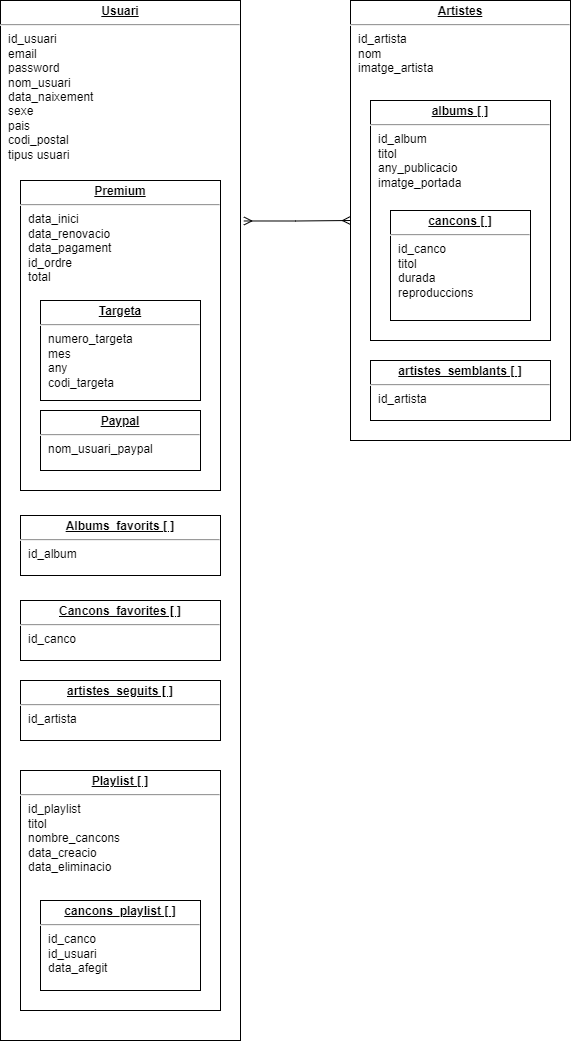 Usuari
id_usuari
email
password
nom_usuari
data_naixement
sexe
pais
codi_postal
tipus usuari
Premium
data_inici
data_renovacio
data_pagament
id_ordre
total
Targeta
numero_targeta
mes
any
codi_targeta
Paypal
nom_usuari_paypal
Albums_favorits [ ]
id_album
Cancons_favorites [ ]
id_canco
artistes_seguits [ ]
id_artista
Playlist [ ]
id_playlist
titol
nombre_cancons
data_creacio
data_eliminacio
cancons_playlist [ ]
id_canco
id_usuari
data_afegit
Artistes
id_artista
nom
imatge_artista
albums [ ]
id_album
titol
any_publicacio
imatge_portada
cancons [ ]
id_canco
titol
durada
reproduccions
artistes_semblants [ ]
id_artista